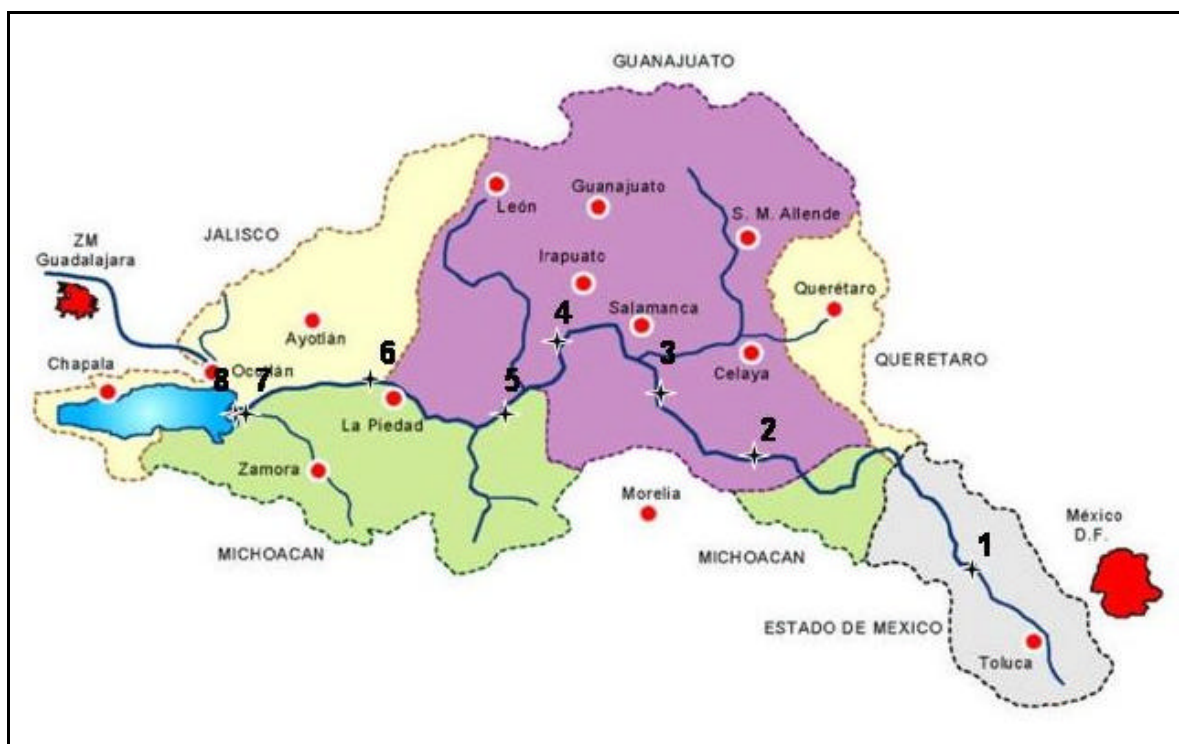 GUANAJUATO
León
Guanajuato
S. M. Allende
JALISCO
ZM
Guadalajara
Irapuato
Querétaro
Salamanca
4
Ayotlán
QUERETARO
Chapala
6
3
Celaya
8
Ocotlán
7
5
La Piedad
2
Zamora
Morelia
México
D.F.
MICHOACAN
MICHOACAN
1
ESTADO DE MEXICO
Toluca